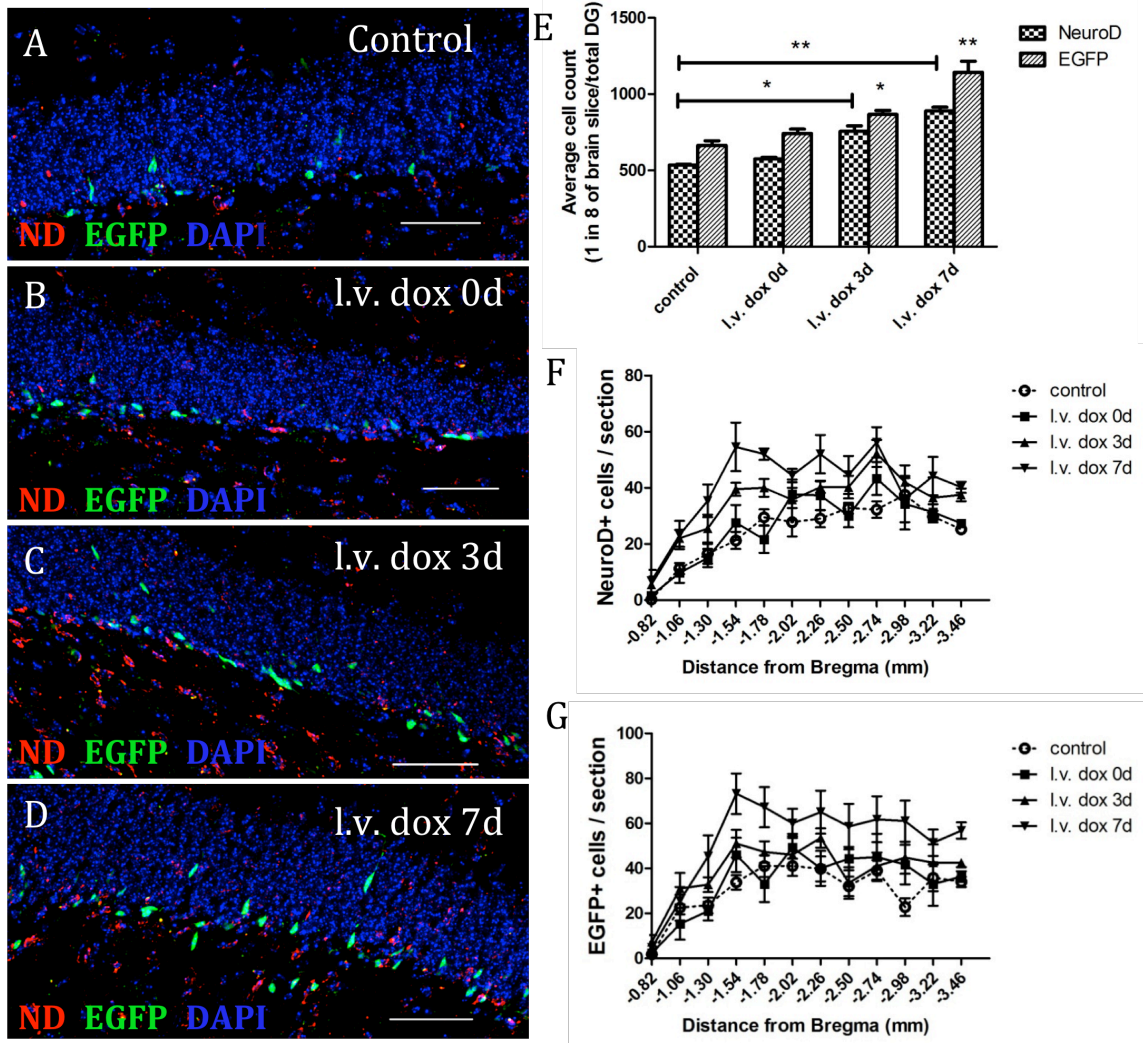 A
Control
ND EGFP DAPI
B
l.v. dox 0d
ND EGFP DAPI
C
l.v. dox 3d
ND EGFP DAPI
D
l.v. dox 7d
ND EGFP DAPI
E
Average cell count
(1 in 8 of brain slice/total DG)
1500
1000
500
0
**
*
*
**
NeuroD
EGFP
control
l.v. dox 0d
l.v. dox 3d
l.v. dox 7d
F
NeuroD+ cells / section
80
60
40
20
0
-0.82
-1.06
-1.30
-1.54
-1.78
-2.02
-2.26
-2.50
-2.74
-2.98
-3.22
-3.46
Distance from Bregma (mm)
control
l.v. dox 0d
l.v. dox 3d
l.v. dox 7d
G
EGFP+ cells / section
100
80
60
40
20
0
-0.82
-1.06
-1.30
-1.54
-1.78
-2.02
-2.26
-2.50
-2.74
-2.98
-3.22
-3.46
Distance from Bregma (mm)
control
l.v. dox 0d
l.v. dox 3d
l.v. dox 7d